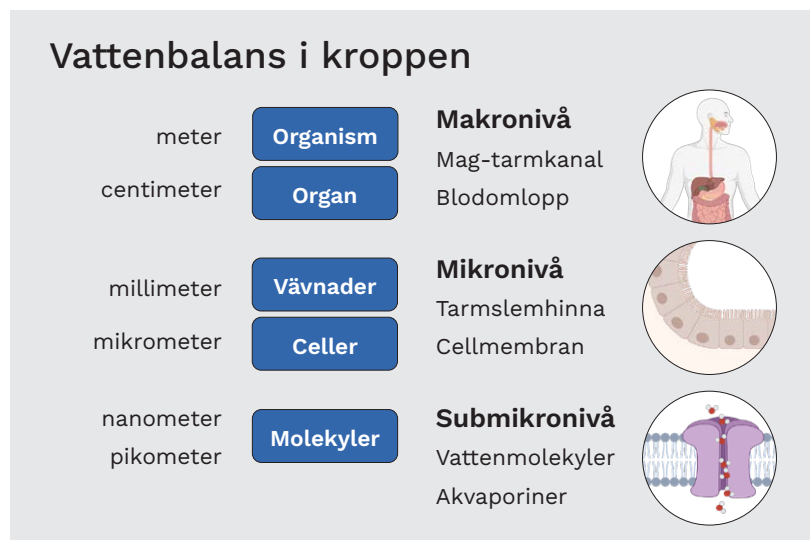 Vattenbalans i kroppen
meter
Organism
Makronivå
Mag-tarmkanal
centimeter
Organ
Blodomlopp
millimeter
Vävnader
Mikronivå
Tarmslemhinna
mikrometer
Celler
Cellmembran
nanometer
pikometer
Molekyler
Submikronivå
Vattenmolekyler
Akvaporiner